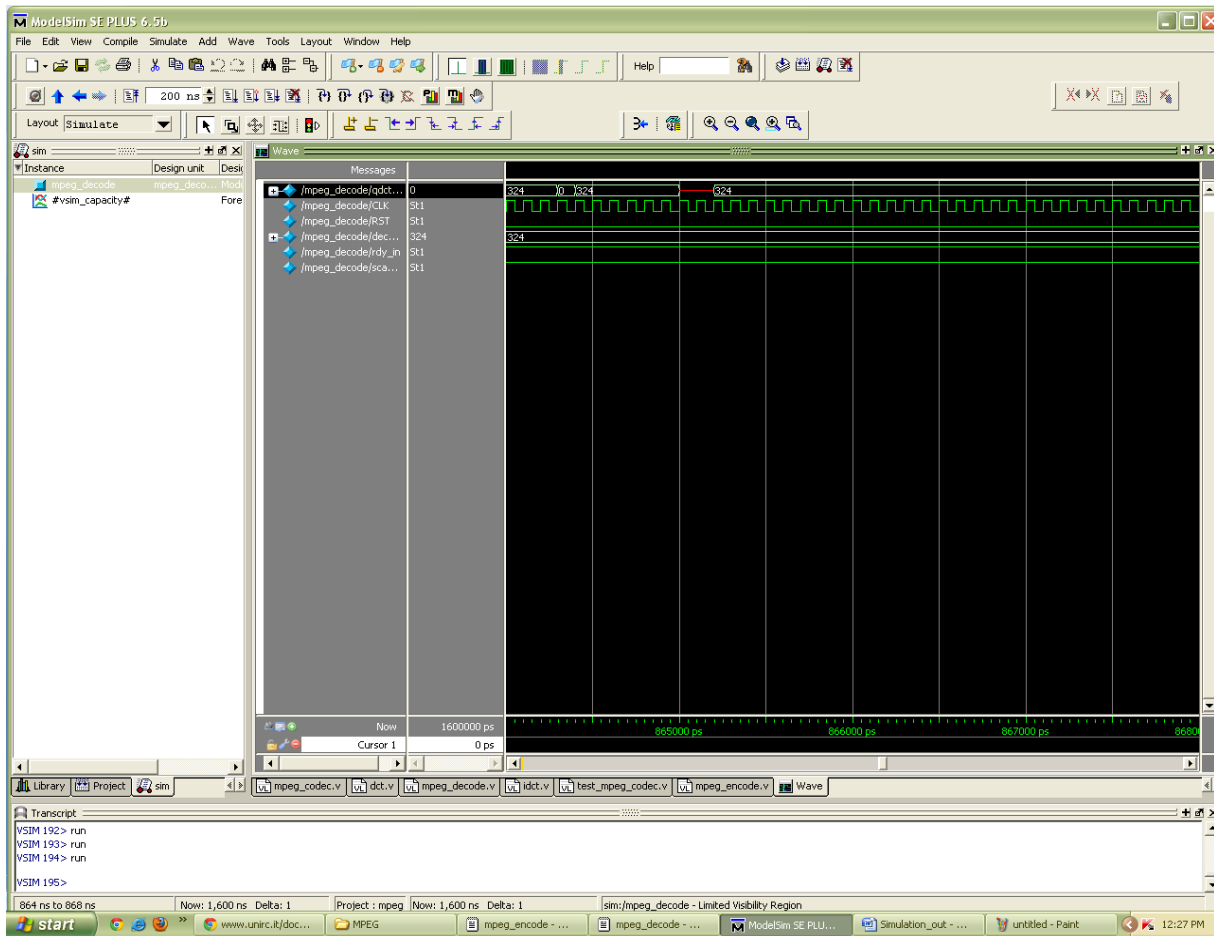 ModelSim SE PLUS 6.5b
File Edit View Compile Simulate Add Wave Tools Layout Window Help
Help
200 ns
Layout Simulate
sim
Wave
Instance Design unit Desig
Messages
mpeg_decode mpeg_deco... Modu
#vsim_capacity# Fore
/mpeg_decode/qdct... 0 324 0 324 324
/mpeg_decode/CLK St1
/mpeg_decode/RST St1
/mpeg_decode/dec... 324 324
/mpeg_decode/rdy_in St1
/mpeg_decode/sca... St1
Now 1600000 ps 865000 ps 866000 ps 867000 ps 8680
Cursor 1 0 ps
Library Project sim
mpeg_codec.v dct.v mpeg_decode.v idct.v test_mpeg_codec.v mpeg_encode.v Wave
Transcript
VSIM 192> run
VSIM 193> run
VSIM 194> run
VSIM 195>
864 ns to 868 ns Now: 1,600 ns Delta: 1 Project : mpeg Now: 1,600 ns Delta: 1 sim:/mpeg_decode - Limited Visibility Region
start » www.unirc.it/doc... MPEG mpeg_encode - ... mpeg_decode - ... ModelSim SE PLU... Simulation_out - ... untitled - Paint 12:27 PM